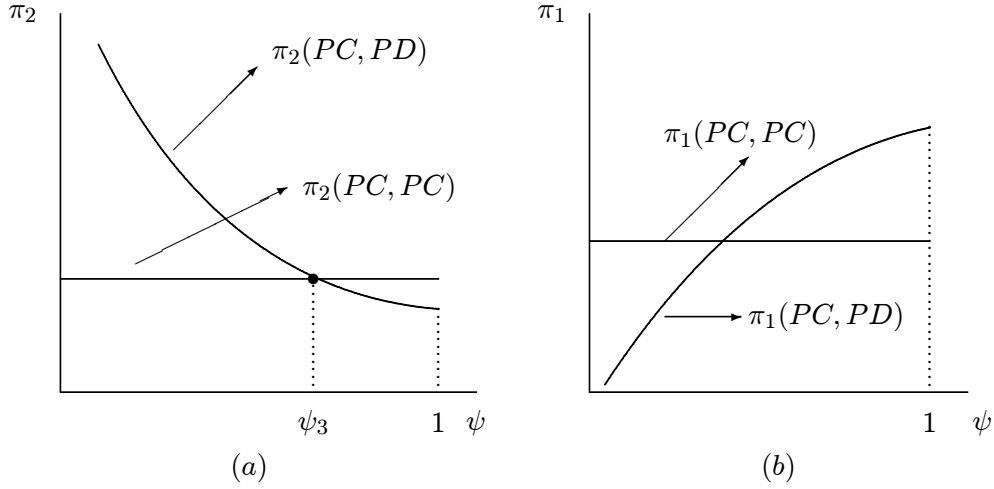 π₂
π₂(PC, PD)
π₂(PC, PC)
ψ₃
1
ψ
(a)
π₁
π₁(PC, PC)
π₁(PC, PD)
1
ψ
(b)